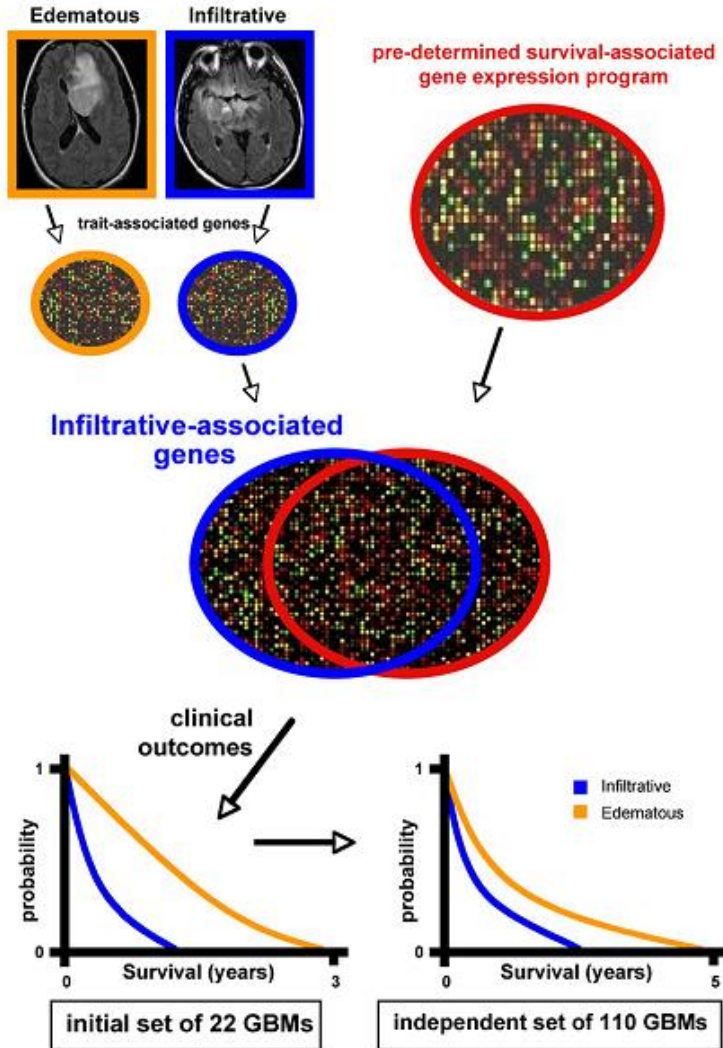 Edematous
Infiltrative
pre-determined survival-associated
gene expression program
trait-associated genes
Infiltrative-associated
genes
clinical
outcomes
1
probability
0
0
Survival (years)
3
initial set of 22 GBMs
1
probability
0
0
Survival (years)
5
Infiltrative
Edematous
independent set of 110 GBMs